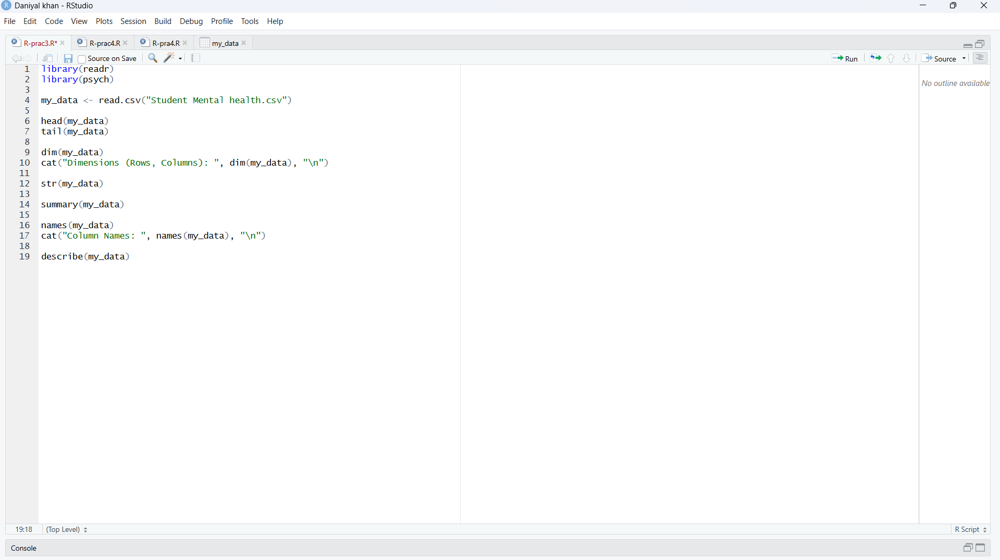 Daniyal khan - RStudio
File Edit Code View Plots Session Build Debug Profile Tools Help
R-prac3.R* R-prac4.R R-pra4.R my_data
Source on Save Run Source
1 library(readr)
2 library(psych)
3
4 my_data <- read.csv("Student Mental health.csv")
5
6 head(my_data)
7 tail(my_data)
8
9 dim(my_data)
10 cat("Dimensions (Rows, Columns): ", dim(my_data), "\n")
11
12 str(my_data)
13
14 summary(my_data)
15
16 names(my_data)
17 cat("Column Names: ", names(my_data), "\n")
18
19 describe(my_data)
No outline available
19:18 (Top Level) R Script
Console